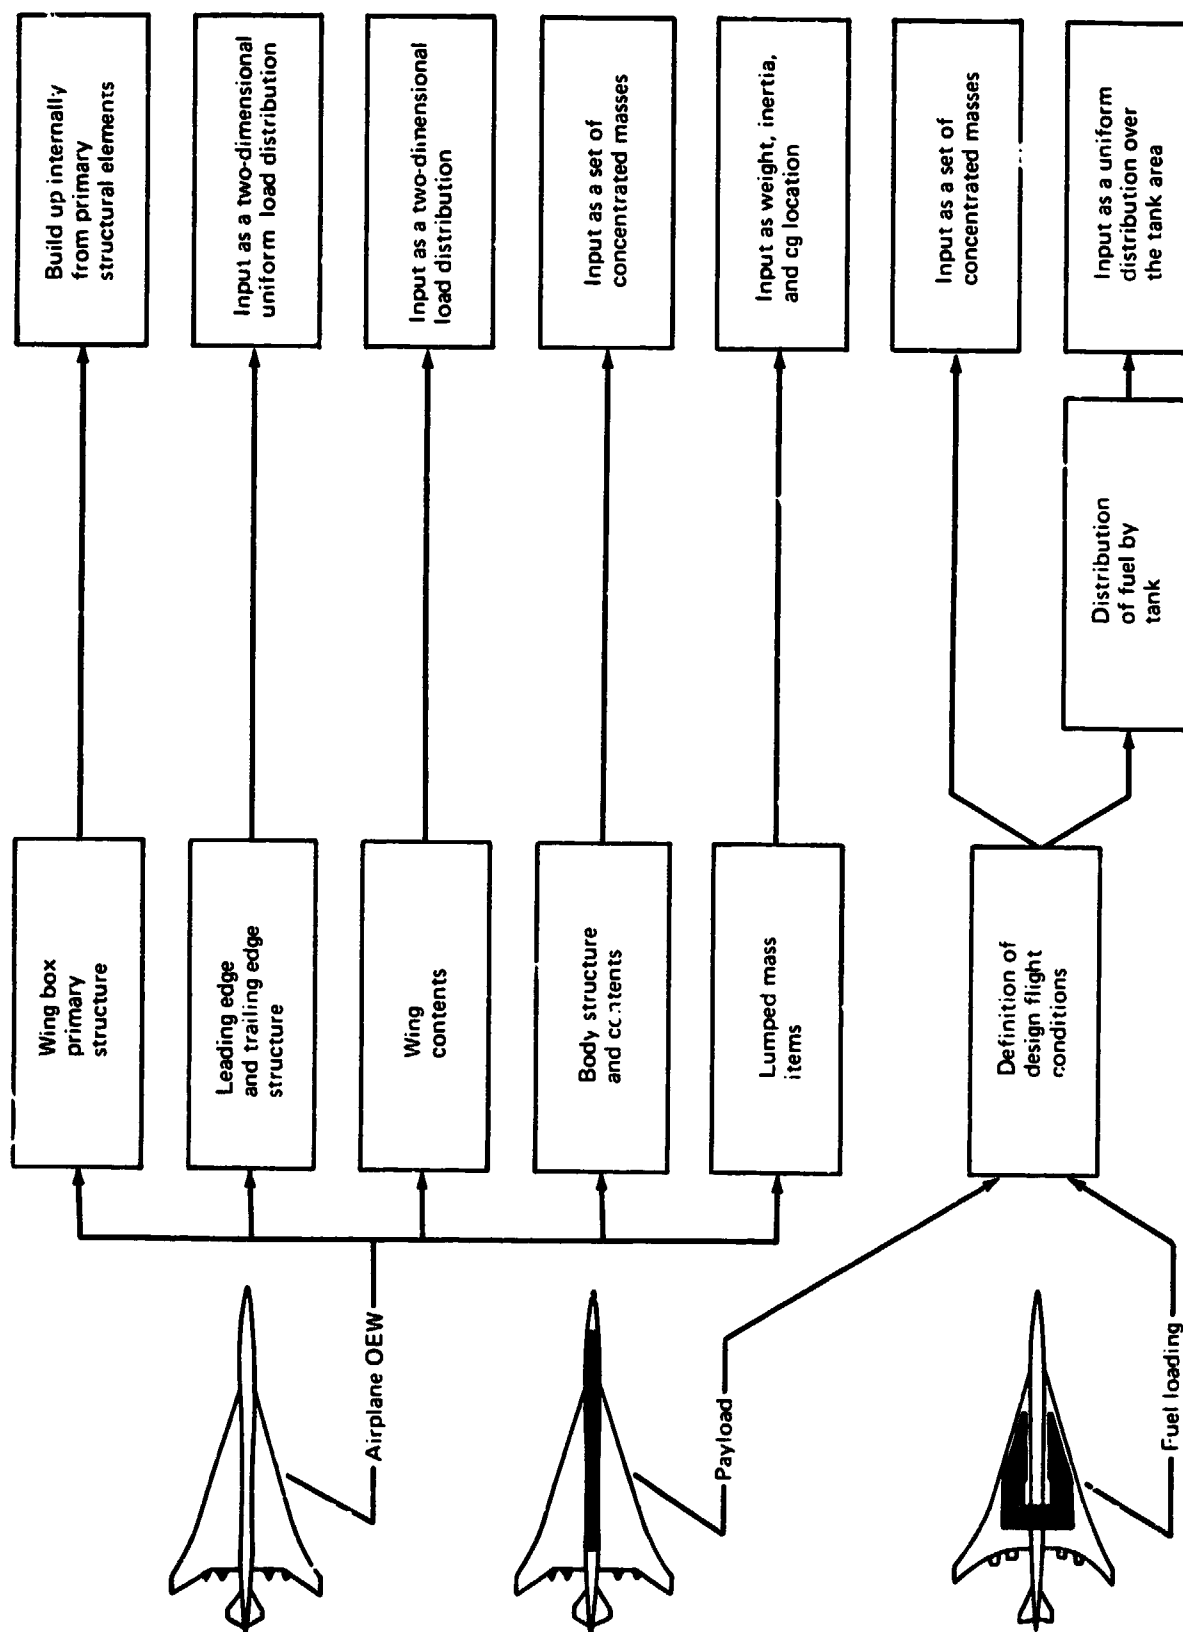 Airplane OEW
Payload
Fuel loading
Wing box
primary
structure
Leading edge
and trailing edge
structure
Wing
contents
Body structure
and contents
Lumped mass
items
Definition of
design flight
conditions
Distribution
of fuel by
tank
Build up internally
from primary
structural elements
Input as a two-dimensional
uniform load distribution
Input as a two-dimensional
load distribution
Input as a set of
concentrated masses
Input as weight, inertia,
and cg location
Input as a set of
concentrated masses
Input as a uniform
distribution over
the tank area